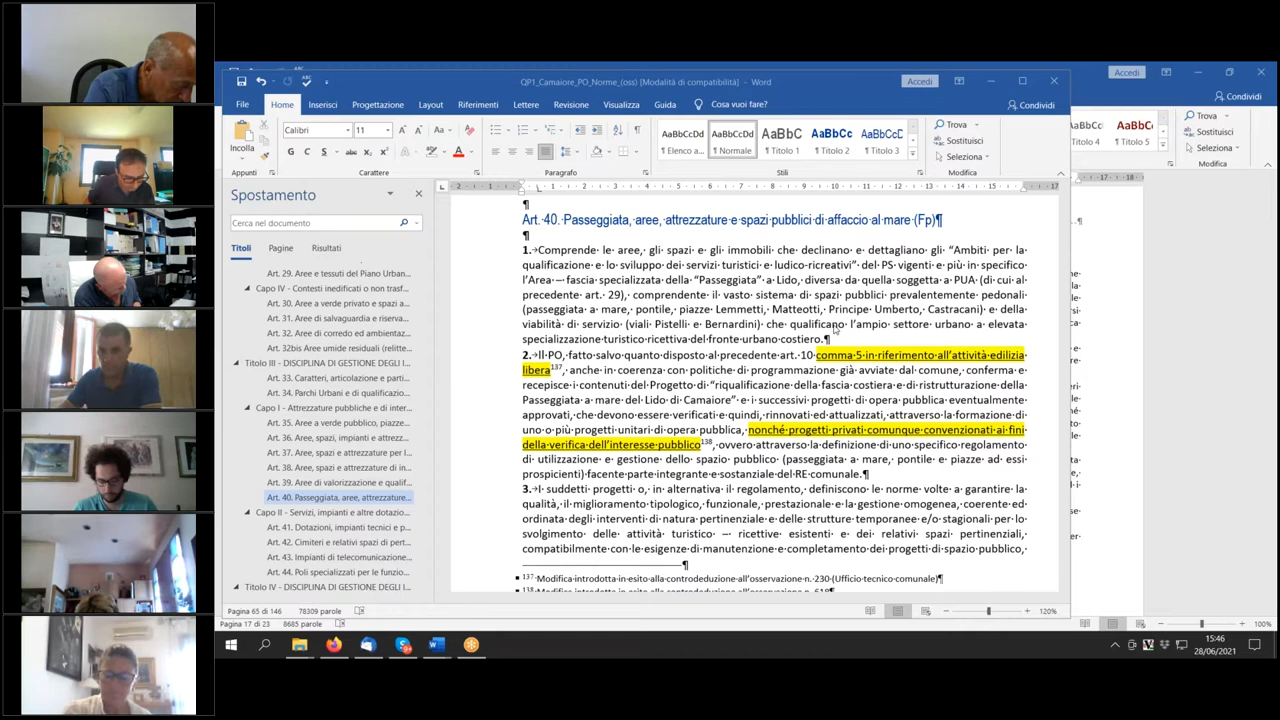 Accedi
QP1_Camaiore_PO_Norme_(oss) [Modalità di compatibilità] - Word
Accedi
File Home Inserisci Progettazione Layout Riferimenti Lettere Revisione Visualizza Guida Cosa vuoi fare? Condividi
Condividi
Incolla
Calibri 11
Appunti Carattere Paragrafo Stili Modifica
AaBbCcDd AaBbCcDd AaBbC AaBbCc AaBbCcD
¶ Elenco a... ¶ Normale ¶ Titolo 1 ¶ Titolo 2 ¶ Titolo 3
Trova
Sostituisci
Seleziona
AaBbCc
Titolo 4 ¶ Titolo 5
Trova
Sostituisci
Seleziona
Modifica
Spostamento
Cerca nel documento
Titoli Pagine Risultati
Art. 29. Aree e tessuti del Piano Urban...
Capo IV - Contesti inedificati o non trasf...
Art. 30. Aree a verde privato e spazi a...
Art. 31. Aree di salvaguardia e riserva...
Art. 32. Aree di corredo ed ambientaz...
Art. 32bis Aree umide residuali (relitte...
Titolo III - DISCIPLINA DI GESTIONE DEGLI I...
Art. 33. Caratteri, articolazione e parti...
Art. 34. Parchi Urbani e di qualificazio...
Capo I - Attrezzature pubbliche e di inter...
Art. 35. Aree a verde pubblico, piazze...
Art. 36. Aree, spazi, impianti e attrezz...
Art. 37. Aree, spazi e attrezzature per l...
Art. 38. Aree, spazi e attrezzature di in...
Art. 39. Aree di valorizzazione e qualif...
Art. 40. Passeggiata, aree, attrezzature...
Capo II - Servizi, impianti e altre dotazio...
Art. 41. Dotazioni, impianti tecnici e p...
Art. 42. Cimiteri e relativi spazi di pert...
Art. 43. Impianti di telecomunicazione...
Art. 44. Poli specializzati per le funzio...
Titolo IV - DISCIPLINA DI GESTIONE DEGLI I...
Art. 40. Passeggiata, aree, attrezzature e spazi pubblici di affaccio al mare (Fp)¶
1. Comprende le aree, gli spazi e gli immobili che declinano e dettagliano gli “Ambiti per la
qualificazione e lo sviluppo dei servizi turistici e ludico-ricreativi” del PS vigenti e più in specifico
l’Area – fascia specializzata della “Passeggiata” a Lido, diversa da quella soggetta a PUA (di cui al
precedente art. 29), comprendente il vasto sistema di spazi pubblici prevalentemente pedonali
(passeggiata a mare, pontile, piazze Lemmetti, Matteotti, Principe Umberto, Castracani) e della
viabilità di servizio (viali Pistelli e Bernardini) che qualificano l’ampio settore urbano a elevata
specializzazione turistico-ricettiva del fronte urbano costiero.¶
2. Il PO, fatto salvo quanto disposto al precedente art. 10 comma 5 in riferimento all’attività edilizia
libera137, anche in coerenza con politiche di programmazione già avviate dal comune, conferma e
recepisce i contenuti del Progetto di “riqualificazione della fascia costiera e di ristrutturazione della
Passeggiata a mare del Lido di Camaiore” e i successivi progetti di opera pubblica eventualmente
approvati, che devono essere verificati e quindi, rinnovati ed attualizzati, attraverso la formazione di
uno o più progetti unitari di opera pubblica, nonché progetti privati comunque convenzionati ai fini
della verifica dell’interesse pubblico138, ovvero attraverso la definizione di uno specifico regolamento
di utilizzazione e gestione dello spazio pubblico (passeggiata a mare, pontile e piazze ad essi
prospicienti) facente parte integrante e sostanziale del RE comunale.¶
3. I suddetti progetti o, in alternativa il regolamento, definiscono le norme volte a garantire la
qualità, il miglioramento tipologico, funzionale, prestazionale e la gestione omogenea, coerente ed
ordinata degli interventi di natura pertinenziale e delle strutture temporanee e/o stagionali per lo
svolgimento delle attività turistico – ricettive esistenti e dei relativi spazi pertinenziali,
compatibilmente con le esigenze di manutenzione e completamento dei progetti di spazio pubblico,
137 Modifica introdotta in esito alla controdeduzione all’osservazione n. 230 (Ufficio tecnico comunale)¶
Pagina 65 di 146 78309 parole 120%
Pagina 17 di 23 8685 parole 100%
15:46
28/06/2021